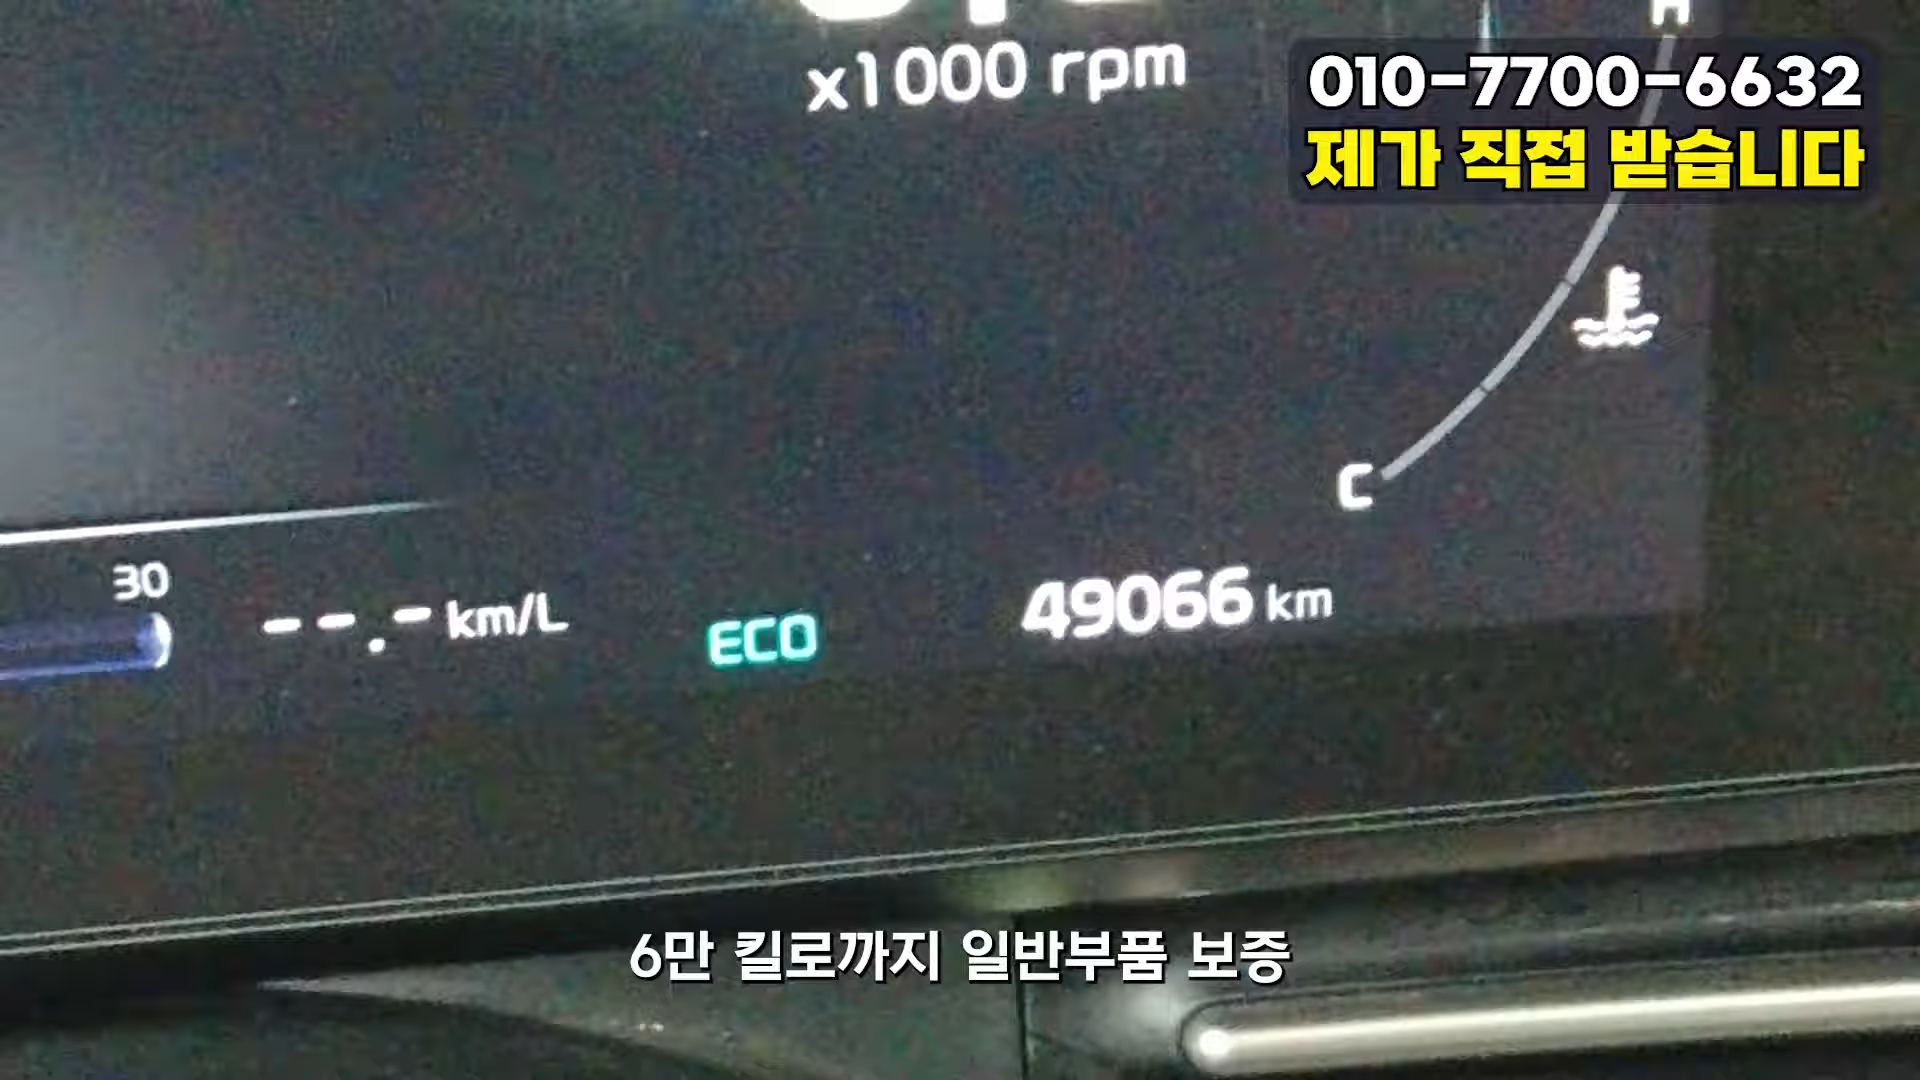 x1000 rpm
010-7700-6632
제가 직접 받습니다
C
30
--.- km/L
ECO
49066 km
6만 킬로까지 일반부품 보증